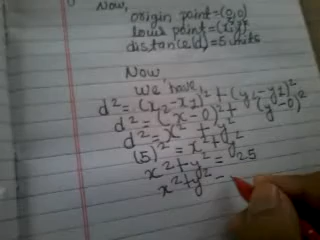 Now,
origin point=(0,0)
locus point=(x,y)
distance(d)=5 units
Now
We have
d²=(x₂-x₁)²+(y₂-y₁)²
d²=(x-0)²+(y-0)²
d²=x²+y²
(5)²=x²+y²
x²+y²=25
x²+y²-